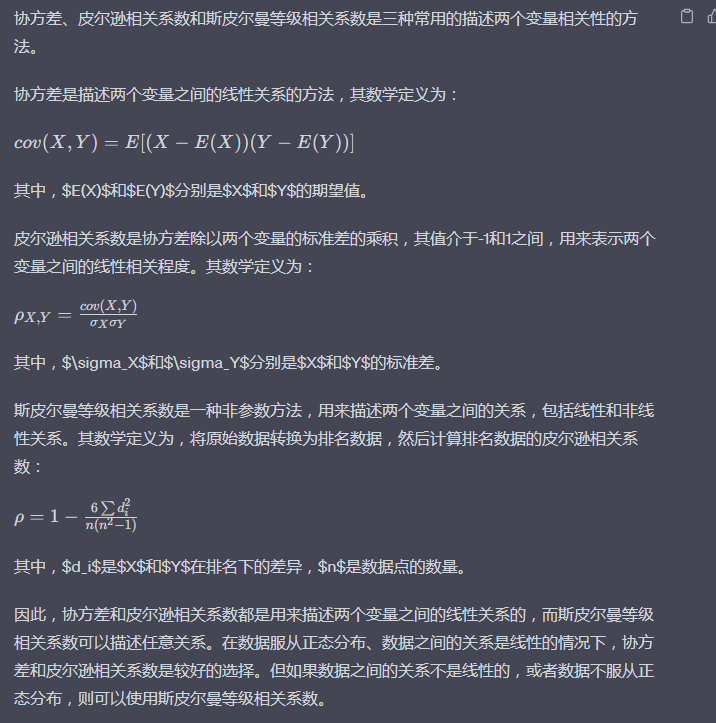 协方差、皮尔逊相关系数和斯皮尔曼等级相关系数是三种常用的描述两个变量相关性的方
法。
协方差是描述两个变量之间的线性关系的方法，其数学定义为：
cov(X, Y) = E[(X − E(X))(Y − E(Y))]
其中，$E(X)$和$E(Y)$分别是$X$和$Y$的期望值。
皮尔逊相关系数是协方差除以两个变量的标准差的乘积，其值介于-1和1之间，用来表示两个
变量之间的线性相关程度。其数学定义为：
ρ_{X,Y} = \frac{cov(X,Y)}{σ_X σ_Y}
其中，$\sigma_X$和$\sigma_Y$分别是$X$和$Y$的标准差。
斯皮尔曼等级相关系数是一种非参数方法，用来描述两个变量之间的关系，包括线性和非线
性关系。其数学定义为，将原始数据转换为排名数据，然后计算排名数据的皮尔逊相关系
数：
ρ = 1 − \frac{6 ∑ d_i^2}{n(n^2−1)}
其中，$d_i$是$X$和$Y$在排名下的差异，$n$是数据点的数量。
因此，协方差和皮尔逊相关系数都是用来描述两个变量之间的线性关系的，而斯皮尔曼等级
相关系数可以描述任意关系。在数据服从正态分布、数据之间的关系是线性的情况下，协方
差和皮尔逊相关系数是较好的选择。但如果数据之间的关系不是线性的，或者数据不服从正
态分布，则可以使用斯皮尔曼等级相关系数。